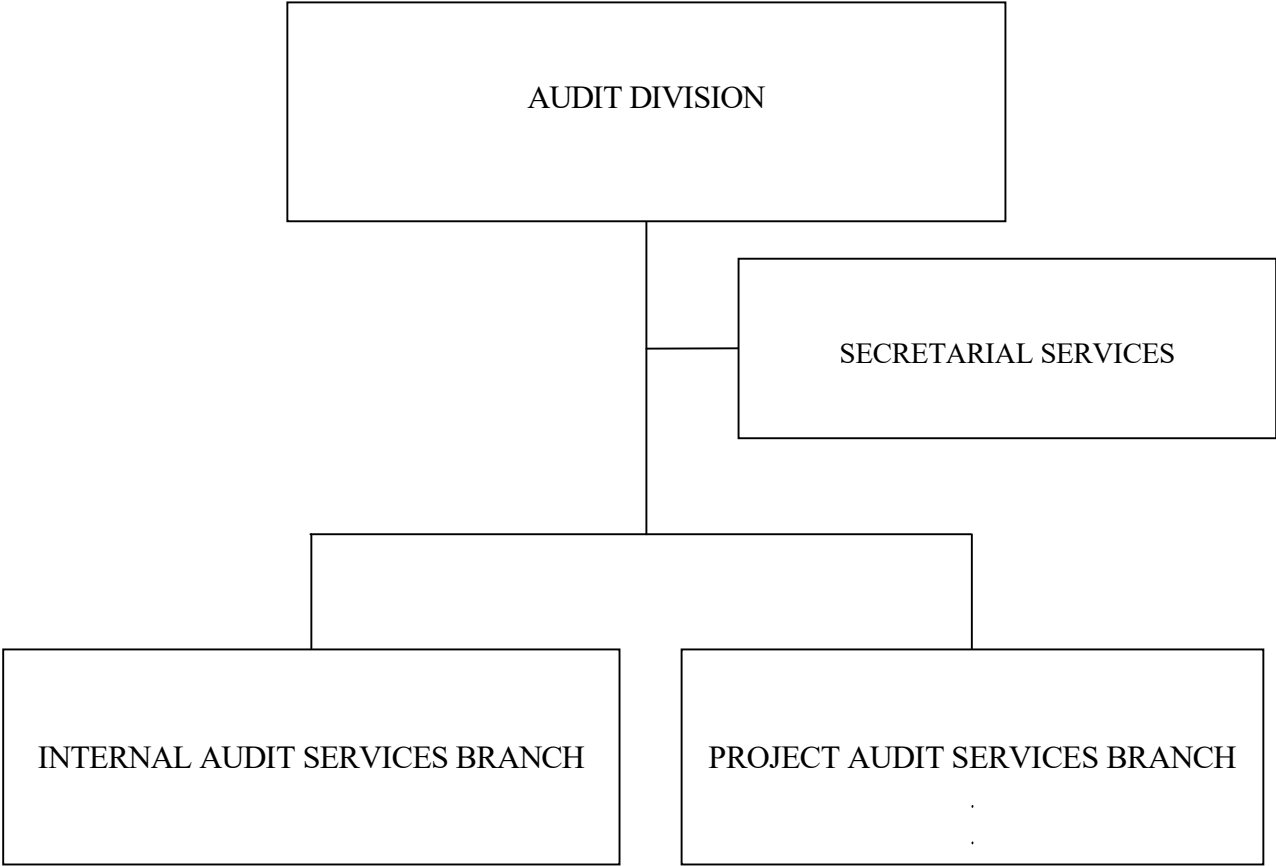 AUDIT DIVISION
SECRETARIAL SERVICES
INTERNAL AUDIT SERVICES BRANCH
PROJECT AUDIT SERVICES BRANCH
.
.